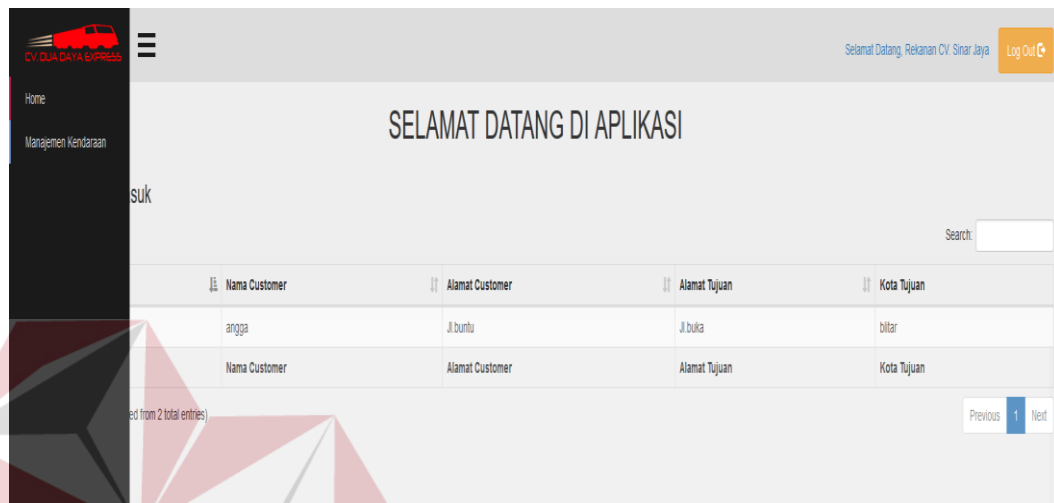 CV. DUA DAYA EXPRESS
Selamat Datang, Rekanan CV. Sinar Jaya
Log Out
Home
Manajemen Kendaraan
SELAMAT DATANG DI APLIKASI
suk
Search:
Nama Customer Alamat Customer Alamat Tujuan Kota Tujuan
angga Jl.buntu Jl.buka blitar
Nama Customer Alamat Customer Alamat Tujuan Kota Tujuan
ed from 2 total entries)
Previous 1 Next